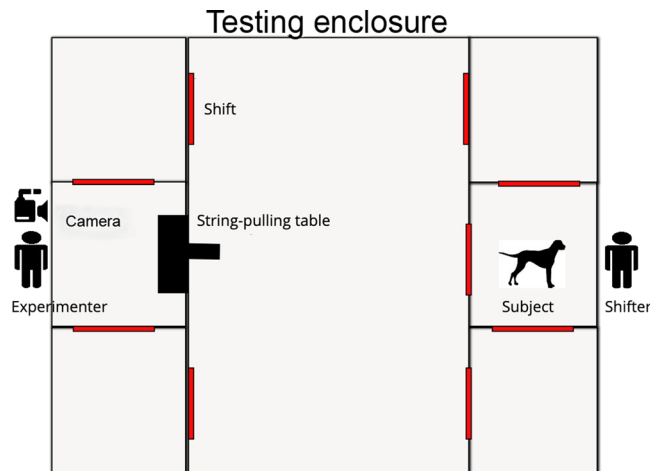 Testing enclosure
Shift
Camera
String-pulling table
Experimenter
Subject
Shifter